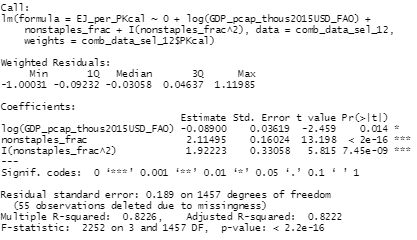 Call:
lm(formula = EJ_per_PKcal ~ 0 + log(GDP_pcap_thous2015USD_FAO) +
nonstaples_frac + I(nonstaples_frac^2), data = comb_data_sel_12,
weights = comb_data_sel_12$PKcal)
Weighted Residuals:
Min 1Q Median 3Q Max
-1.00031 -0.09232 -0.03058 0.04637 1.11985
Coefficients:
Estimate Std. Error t value Pr(>|t|)
log(GDP_pcap_thous2015USD_FAO) -0.08900 0.03619 -2.459 0.014 *
nonstaples_frac 2.11495 0.16024 13.198 < 2e-16 ***
I(nonstaples_frac^2) 1.92223 0.33058 5.815 7.45e-09 ***
---
Signif. codes: 0 ‘***’ 0.001 ‘**’ 0.01 ‘*’ 0.05 ‘.’ 0.1 ‘ ’ 1
Residual standard error: 0.189 on 1457 degrees of freedom
(55 observations deleted due to missingness)
Multiple R-squared: 0.8226, Adjusted R-squared: 0.8222
F-statistic: 2252 on 3 and 1457 DF, p-value: < 2.2e-16